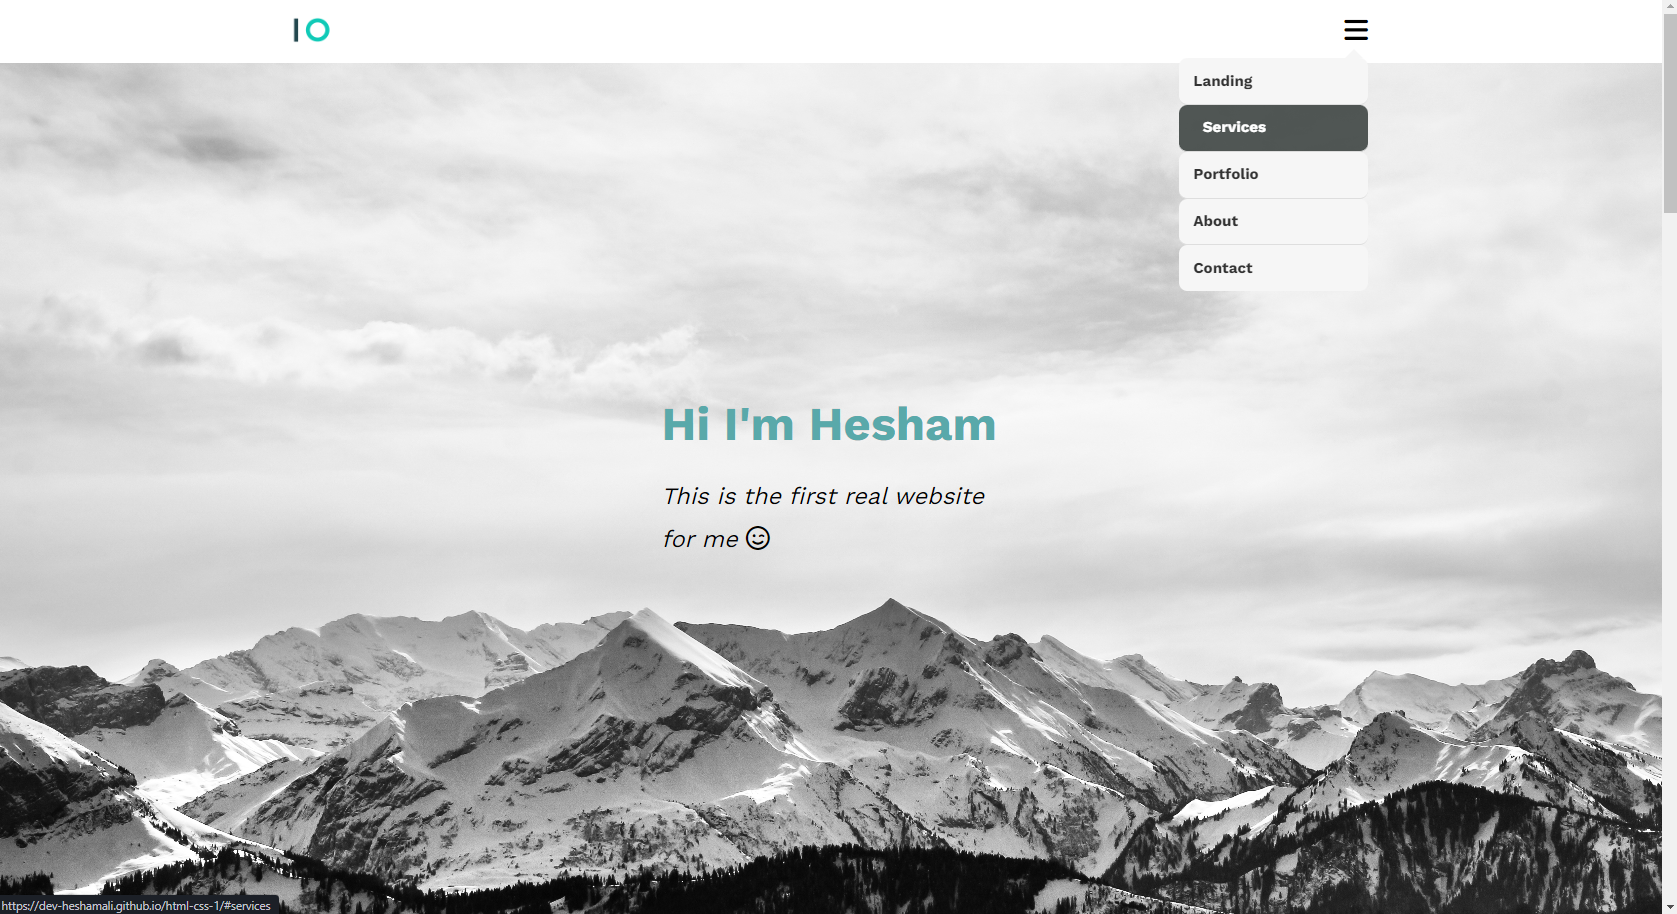 IO
Landing
Services
Portfolio
About
Contact
Hi I'm Hesham
This is the first real website
for me
https://dev-heshamali.github.io/html-css-1/#services